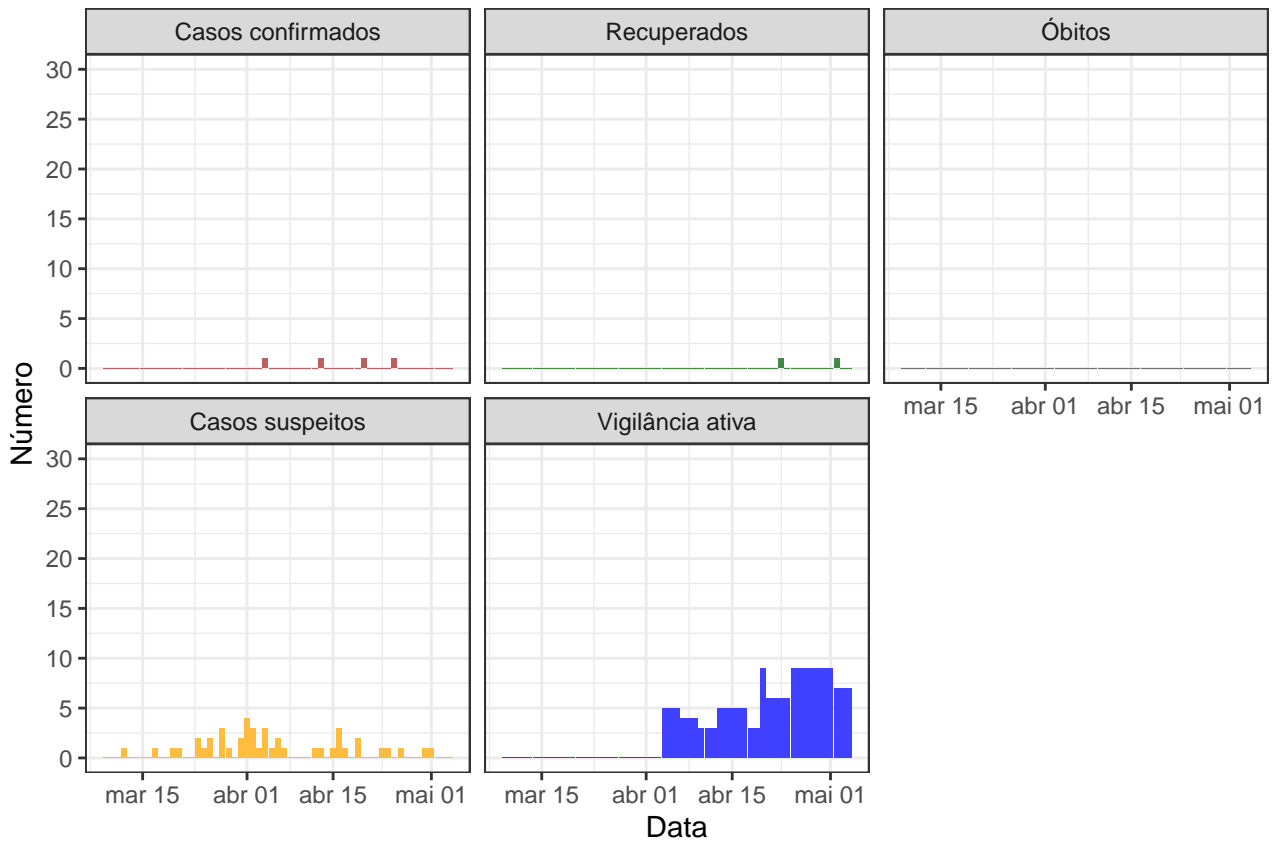 Casos confirmados
Recuperados
Óbitos
30
25
20
15
10
5
0
mar 15 abr 01 abr 15 mai 01
Número
Casos suspeitos
Vigilância ativa
30
25
20
15
10
5
0
mar 15 abr 01 abr 15 mai 01
mar 15 abr 01 abr 15 mai 01
Data